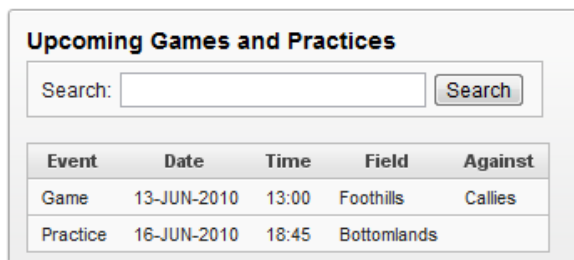 Upcoming Games and Practices
Search: Search
Event Date Time Field Against
Game 13-JUN-2010 13:00 Foothills Callies
Practice 16-JUN-2010 18:45 Bottomlands